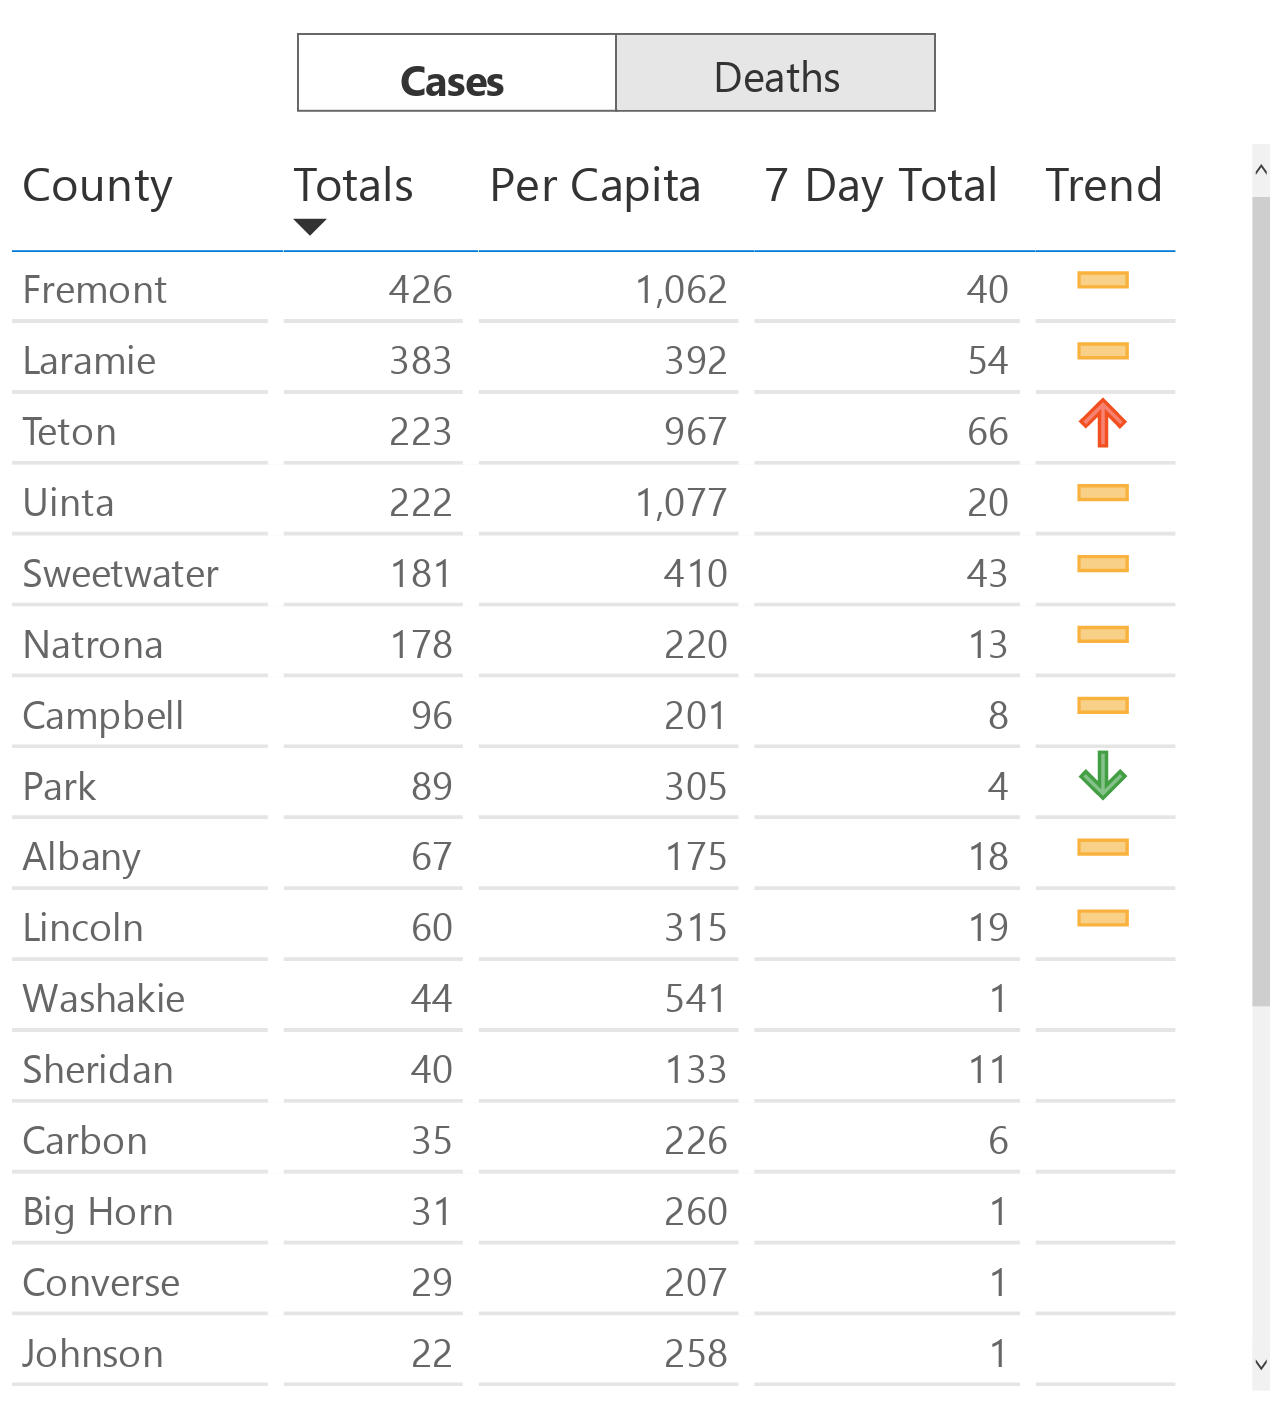 Cases Deaths
County Totals Per Capita 7 Day Total Trend
Fremont 426 1,062 40
Laramie 383 392 54
Teton 223 967 66
Uinta 222 1,077 20
Sweetwater 181 410 43
Natrona 178 220 13
Campbell 96 201 8
Park 89 305 4
Albany 67 175 18
Lincoln 60 315 19
Washakie 44 541 1
Sheridan 40 133 11
Carbon 35 226 6
Big Horn 31 260 1
Converse 29 207 1
Johnson 22 258 1